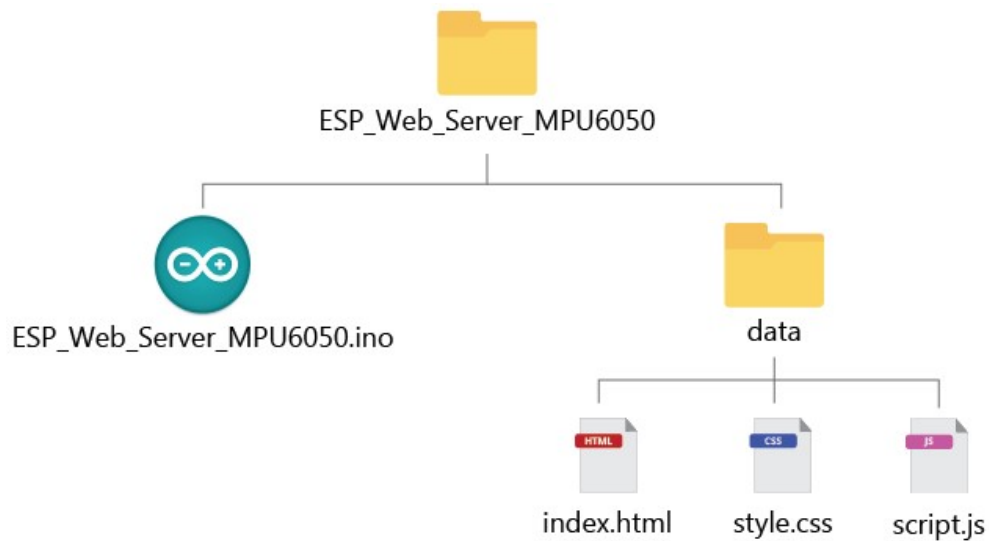 ESP_Web_Server_MPU6050
ESP_Web_Server_MPU6050.ino
data
HTML
CSS
JS
index.html
style.css
script.js